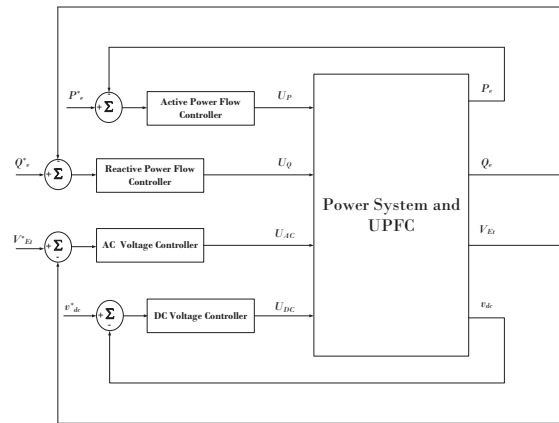 P*e
+ Σ -
Active Power Flow
Controller
UP
Pe
Q*e
+ Σ -
Reactive Power Flow
Controller
UQ
Qe
Power System and
UPFC
V*Et
+ Σ -
AC Voltage Controller
UAC
VEt
v*dc
+ Σ -
DC Voltage Controller
UDC
vdc